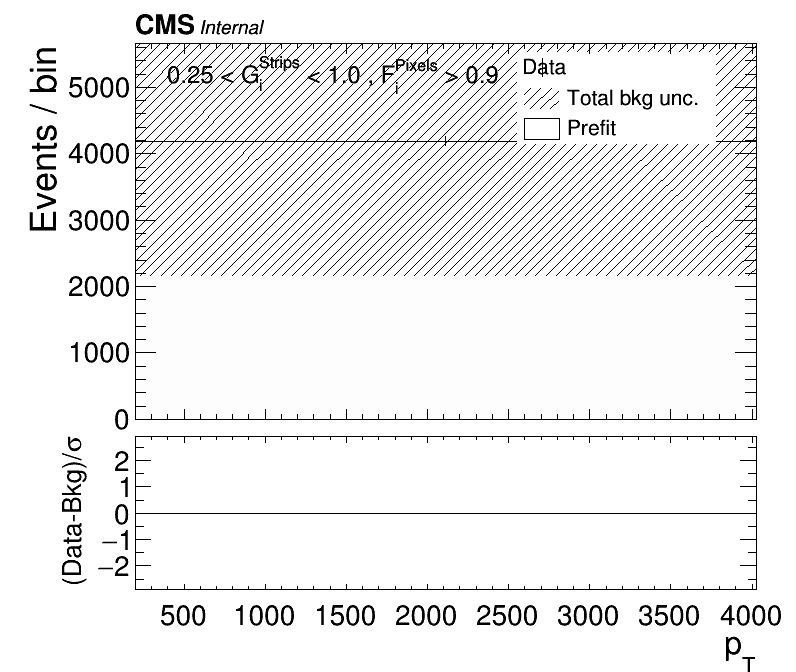 CMS Internal
Events / bin
5000
4000
3000
2000
1000
0
0.25 < G_i^Strips < 1.0 , F_i^Pixels > 0.9
Data
Total bkg unc.
Prefit
(Data-Bkg)/σ
2
1
0
−1
−2
500 1000 1500 2000 2500 3000 3500 4000
p_T